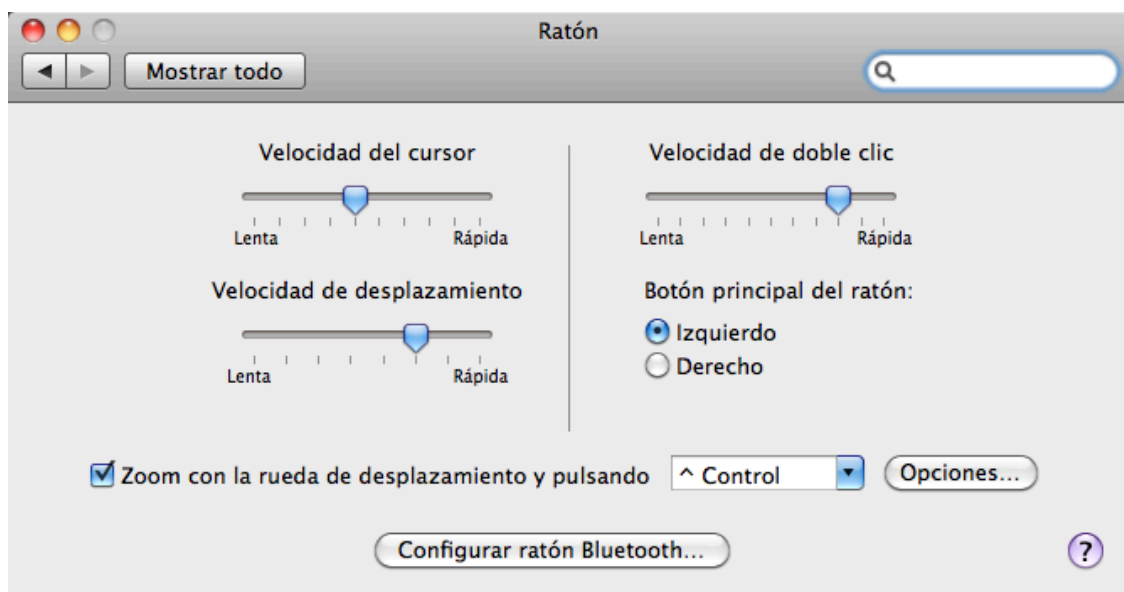 Ratón
Mostrar todo
Velocidad del cursor
Lenta Rápida
Velocidad de desplazamiento
Lenta Rápida
Velocidad de doble clic
Lenta Rápida
Botón principal del ratón:
Izquierdo
Derecho
Zoom con la rueda de desplazamiento y pulsando ^ Control Opciones...
Configurar ratón Bluetooth... ?